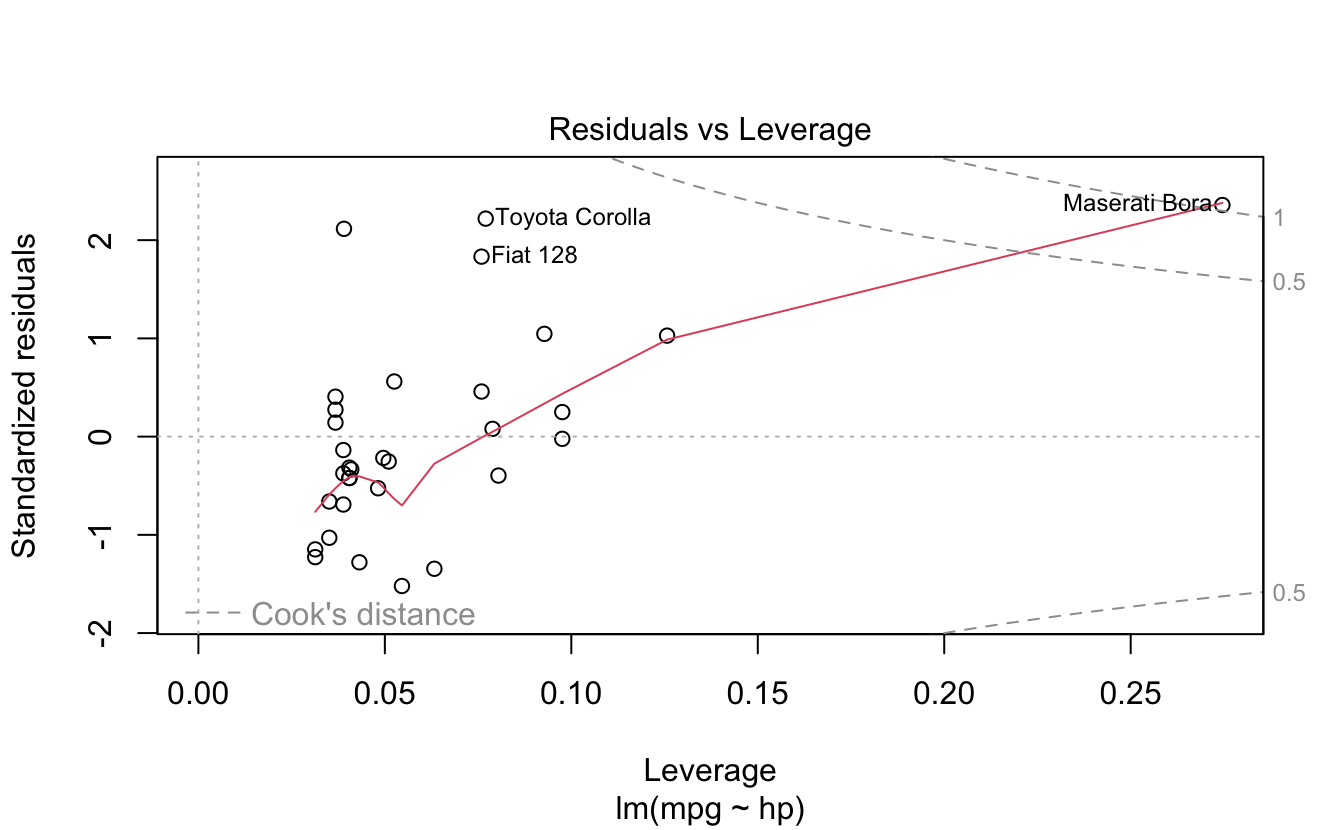 Residuals vs Leverage
Standardized residuals
2
1
0
-1
-2
Toyota Corolla
Fiat 128
Maserati Bora
1
0.5
0.5
Cook's distance
0.00 0.05 0.10 0.15 0.20 0.25
Leverage
lm(mpg ~ hp)